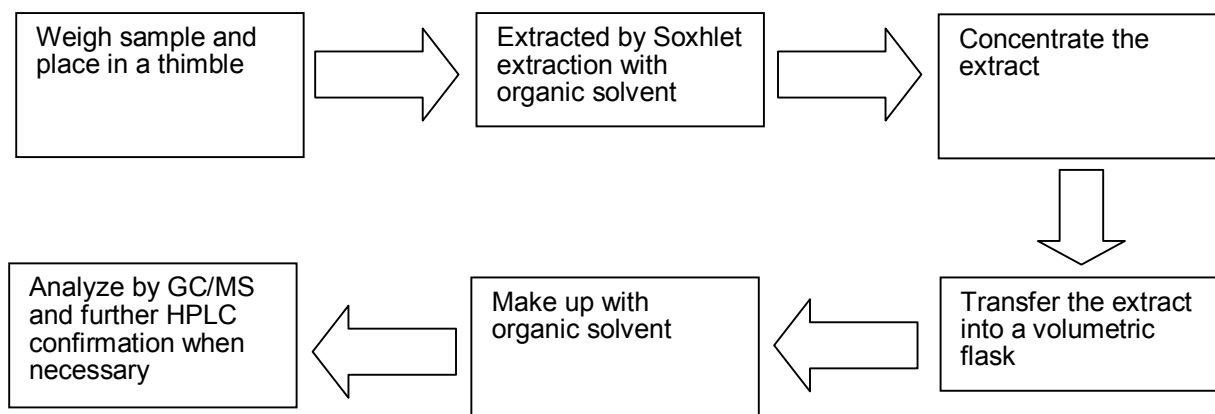 Weigh sample and
place in a thimble
Extracted by Soxhlet
extraction with
organic solvent
Concentrate the
extract
Transfer the extract
into a volumetric
flask
Make up with
organic solvent
Analyze by GC/MS
and further HPLC
confirmation when
necessary